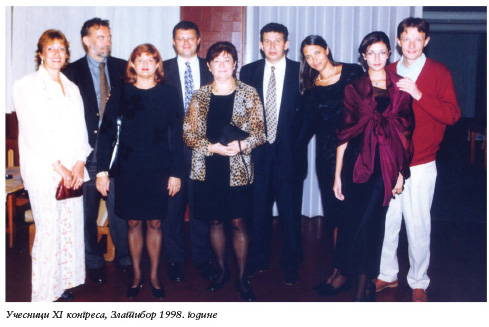 Учесници XI конгреса, Златибор 1998. године